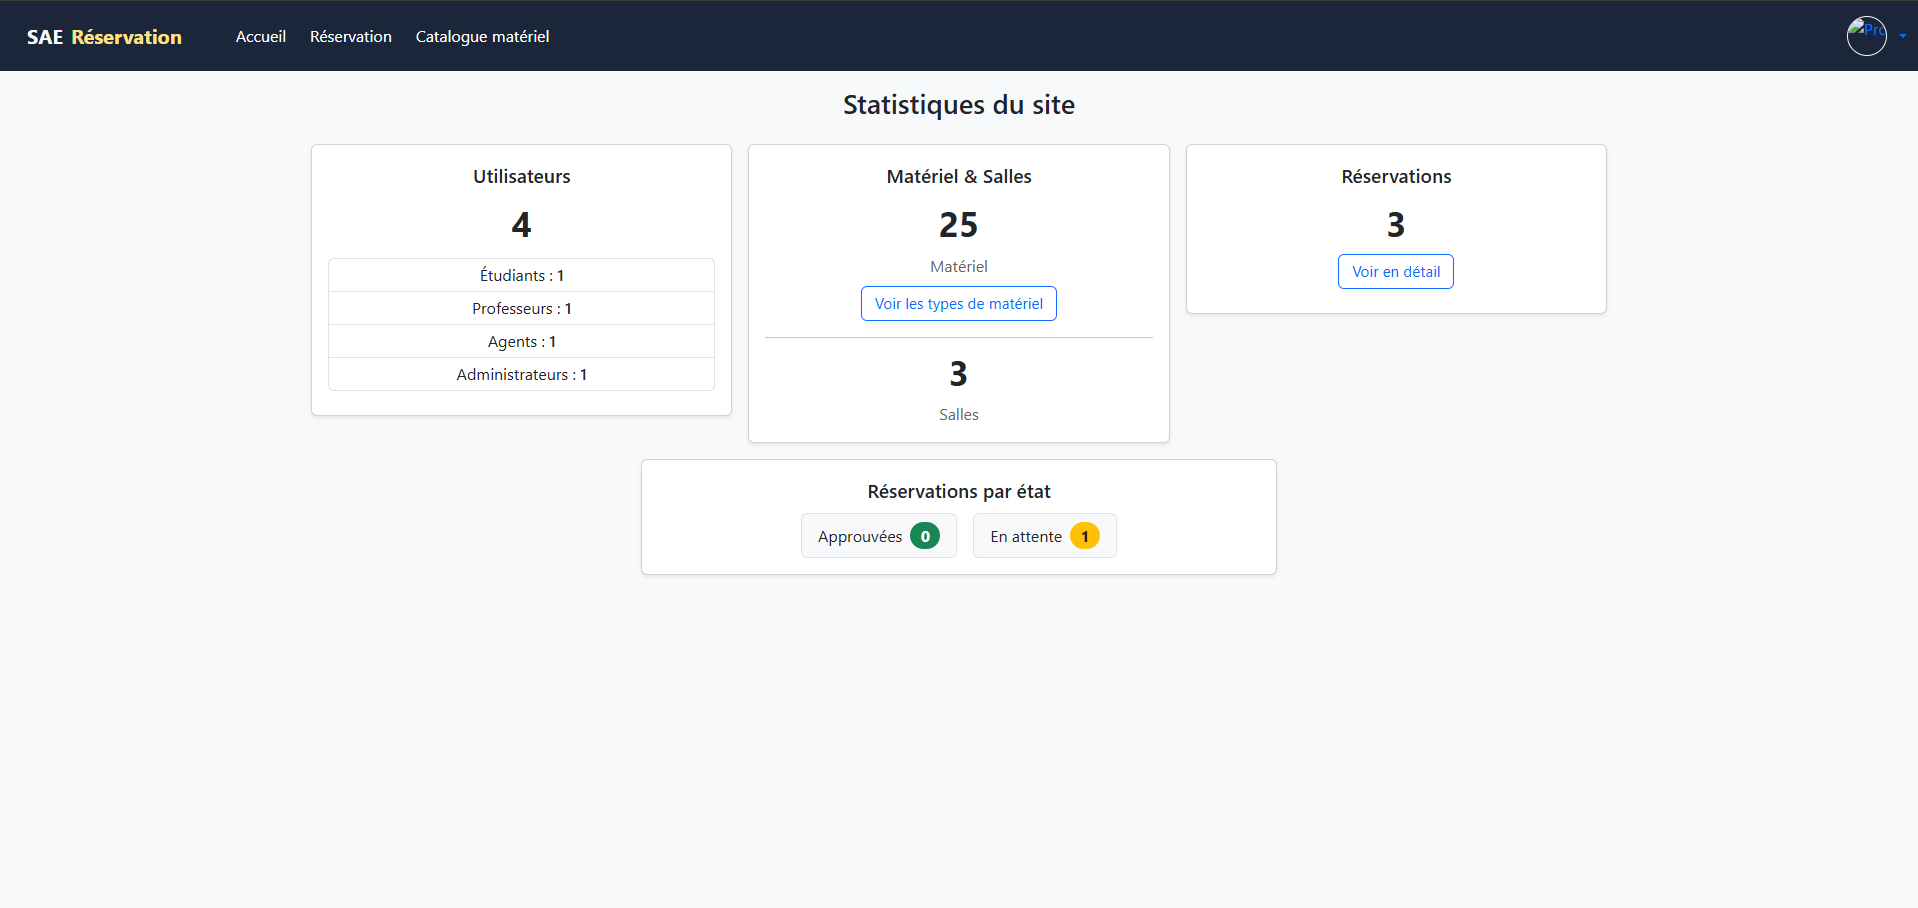 SAE Réservation
Accueil
Réservation
Catalogue matériel
Pro
Statistiques du site
Utilisateurs
4
Étudiants : 1
Professeurs : 1
Agents : 1
Administrateurs : 1
Matériel & Salles
25
Matériel
Voir les types de matériel
3
Salles
Réservations
3
Voir en détail
Réservations par état
Approuvées 0
En attente 1